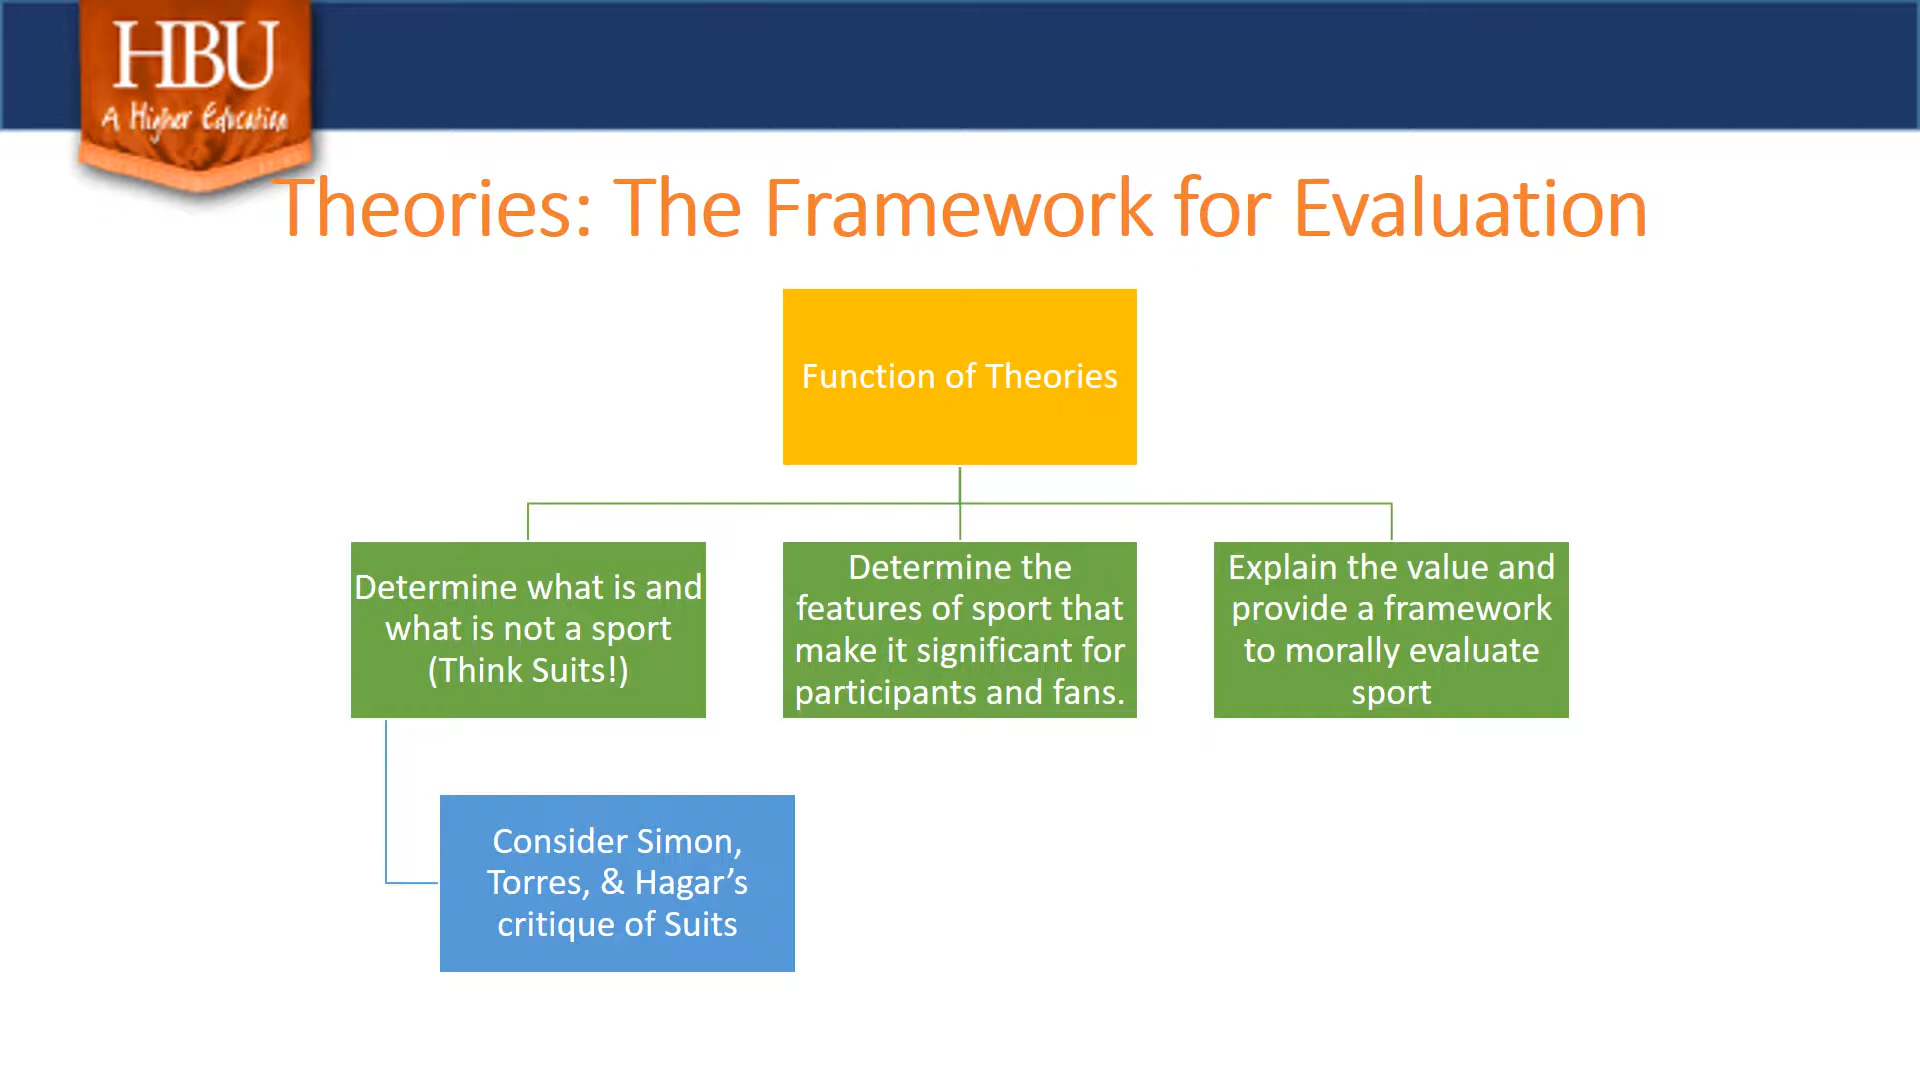 HBU
A Higher Education
Theories: The Framework for Evaluation
Function of Theories
Determine what is and
what is not a sport
(Think Suits!)
Determine the
features of sport that
make it significant for
participants and fans.
Explain the value and
provide a framework
to morally evaluate
sport
Consider Simon,
Torres, & Hagar’s
critique of Suits